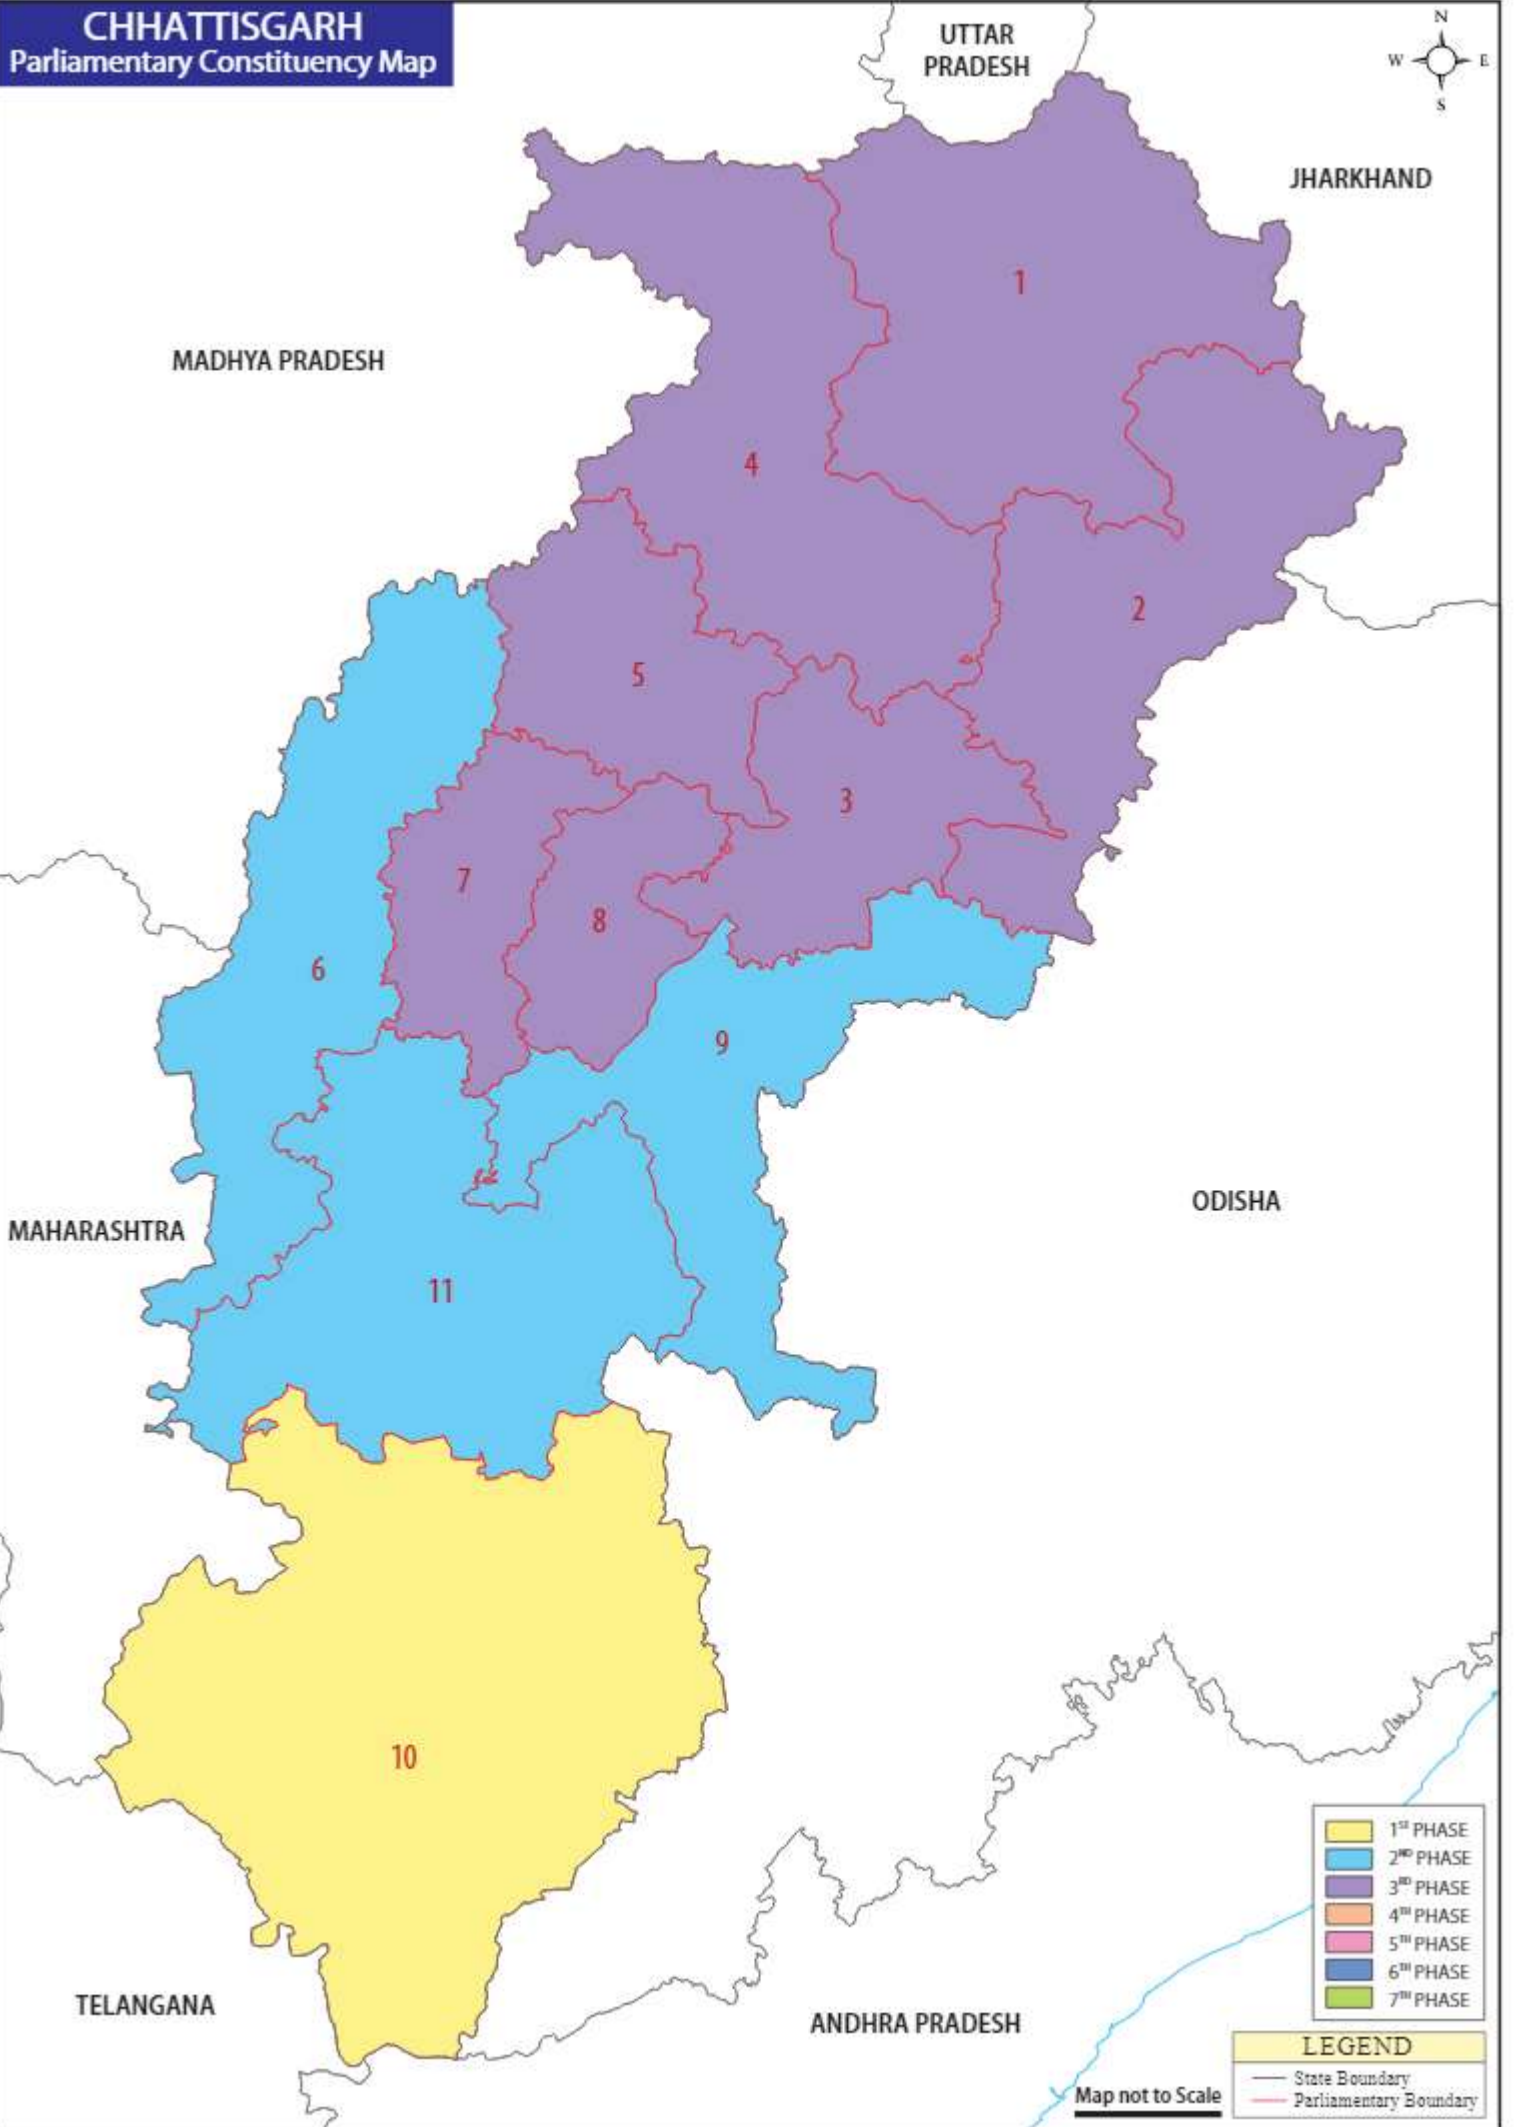 CHHATTISGARH
Parliamentary Constituency Map
UTTAR
PRADESH
N
W E
S
JHARKHAND
MADHYA PRADESH
1
4
2
5
3
7
8
6
9
MAHARASHTRA
ODISHA
11
10
TELANGANA
ANDHRA PRADESH
1ST PHASE
2ND PHASE
3RD PHASE
4TH PHASE
5TH PHASE
6TH PHASE
7TH PHASE
LEGEND
State Boundary
Parliamentary Boundary
Map not to Scale